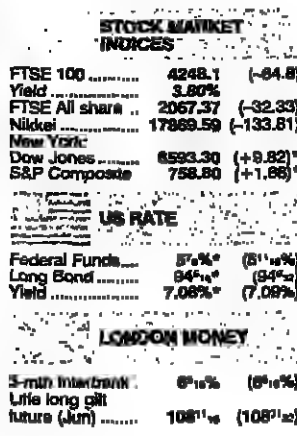 STOCK MARKET
INDICES
FTSE 100 ......... 4248.1 (–64.8)
Yield ................ 3.80%
FTSE All share .. 2067.37 (–32.33)
Nikkei ............. 17869.59 (–133.81)
New York:
Dow Jones ........ 6593.30 (+9.82)*
S&P Composite 758.80 (+1.68)*
US RATE
Federal Funds....
Long Bond .........
Yield ................. 7.06%* (7.09%)
LONDON MONEY
3-mth Interbank .
Liffe long gilt
future (Jun) .......